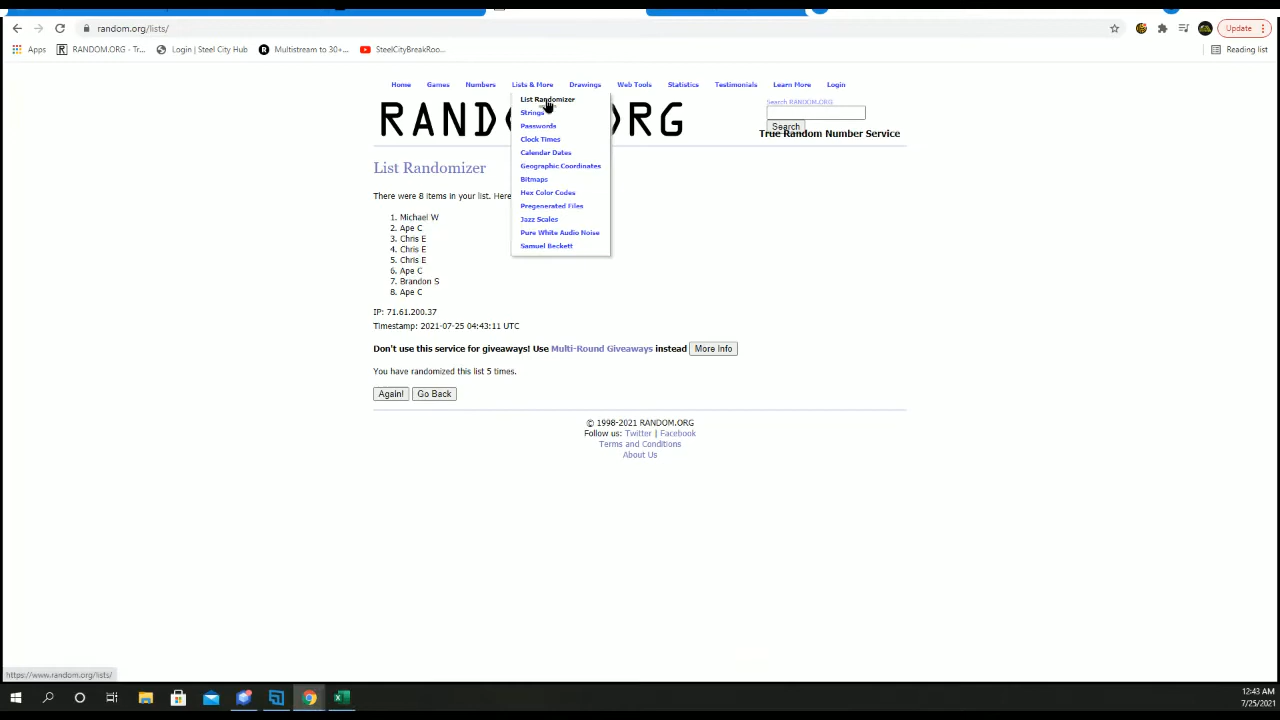 random.org/lists/
Update
Apps
RANDOM.ORG - Tr...
Login | Steel City Hub
Multistream to 30+...
SteelCityBreakRoo...
Reading list
Home Games Numbers Lists & More Drawings Web Tools Statistics Testimonials Learn More Login
List Randomizer
Strings
Passwords
Clock Times
Calendar Dates
Geographic Coordinates
Bitmaps
Hex Color Codes
Pregenerated Files
Jazz Scales
Pure White Audio Noise
Samuel Beckett
Search RANDOM.ORG
Search
True Random Number Service
List Randomizer
There were 8 items in your list. Here
1. Michael W
2. Ape C
3. Chris E
4. Chris E
5. Chris E
6. Ape C
7. Brandon S
8. Ape C
IP: 71.61.200.37
Timestamp: 2021-07-25 04:43:11 UTC
Don't use this service for giveaways! Use Multi-Round Giveaways instead More Info
You have randomized this list 5 times.
Again! Go Back
© 1998-2021 RANDOM.ORG
Follow us: Twitter | Facebook
Terms and Conditions
About Us
https://www.random.org/lists/
12:43 AM
7/25/2021